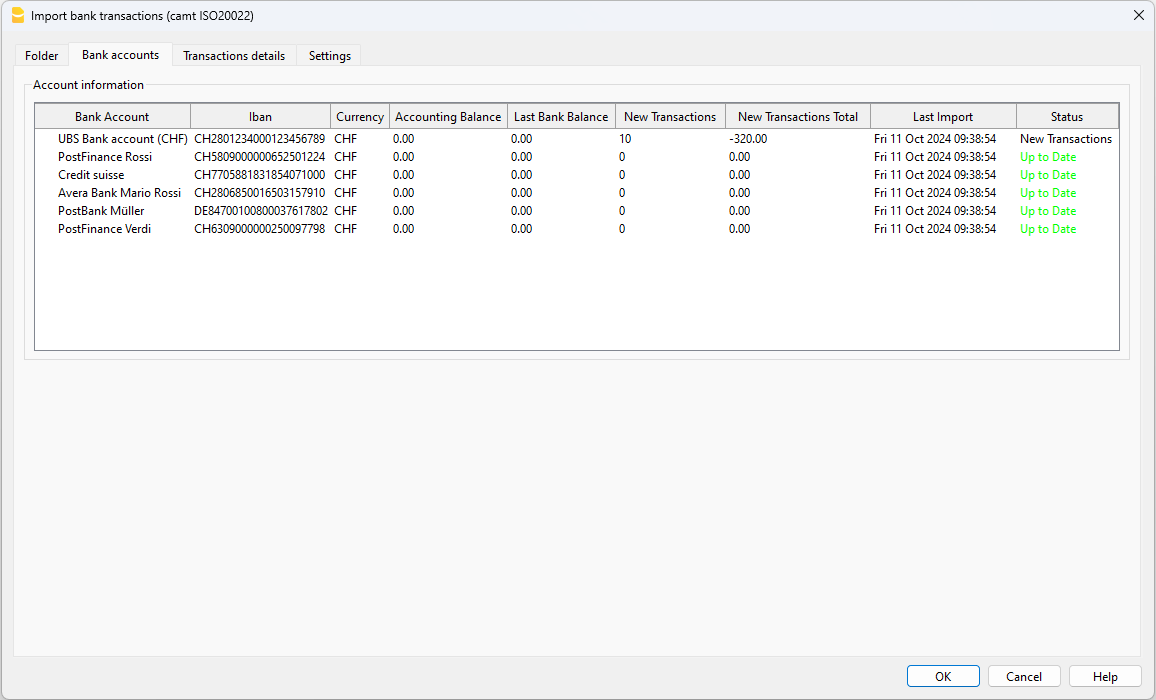 Import bank transactions (camt ISO20022)
Folder Bank accounts Transactions details Settings
Account information
Bank Account Iban Currency Accounting Balance Last Bank Balance New Transactions New Transactions Total Last Import Status
UBS Bank account (CHF) CH2801234000123456789 CHF 0.00 0.00 10 -320.00 Fri 11 Oct 2024 09:38:54 New Transactions
PostFinance Rossi CH5809000000652501224 CHF 0.00 0.00 0 0.00 Fri 11 Oct 2024 09:38:54 Up to Date
Credit suisse CH7705881831854071000 CHF 0.00 0.00 0 0.00 Fri 11 Oct 2024 09:38:54 Up to Date
Avera Bank Mario Rossi CH2806850016503157910 CHF 0.00 0.00 0 0.00 Fri 11 Oct 2024 09:38:54 Up to Date
PostBank Müller DE84700100800037617802 CHF 0.00 0.00 0 0.00 Fri 11 Oct 2024 09:38:54 Up to Date
PostFinance Verdi CH6309000000250097798 CHF 0.00 0.00 0 0.00 Fri 11 Oct 2024 09:38:54 Up to Date
OK Cancel Help